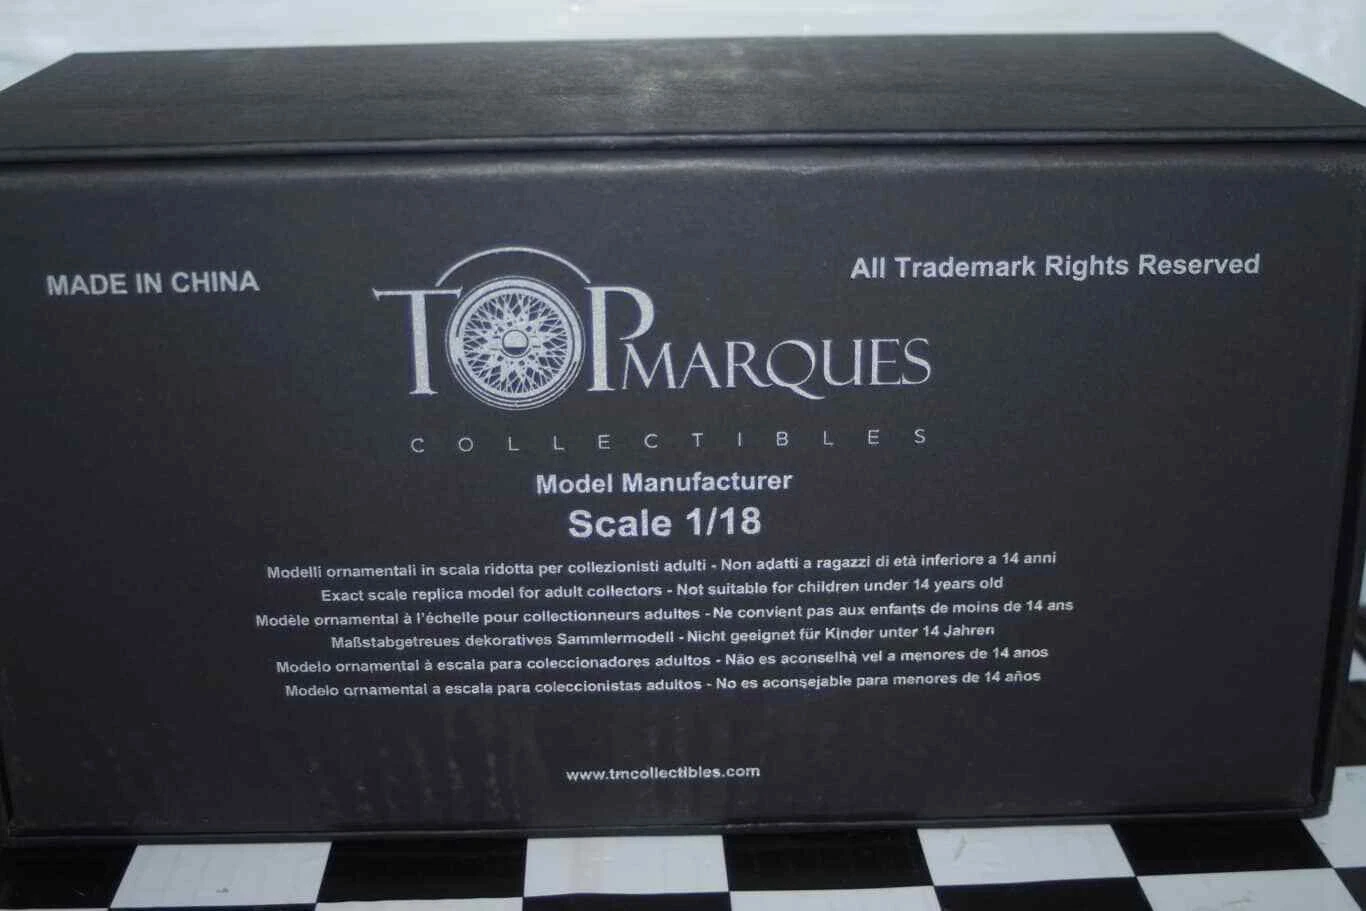 MADE IN CHINA
All Trademark Rights Reserved
TOPMARQUES
COLLECTIBLES
Model Manufacturer
Scale 1/18
Modelli ornamentali in scala ridotta per collezionisti adulti - Non adatti a ragazzi di età inferiore a 14 anni
Exact scale replica model for adult collectors - Not suitable for children under 14 years old
Modèle ornamental à l'échelle pour collectionneurs adultes - Ne convient pas aux enfants de moins de 14 ans
Maßstabgetreues dekoratives Sammlermodell - Nicht geeignet für Kinder unter 14 Jahren
Modelo ornamental à escala para coleccionadores adultos - Não es aconselhà vel a menores de 14 anos
Modelo ornamental a escala para coleccionistas adultos - No es aconsejable para menores de 14 años
www.tmcollectibles.com